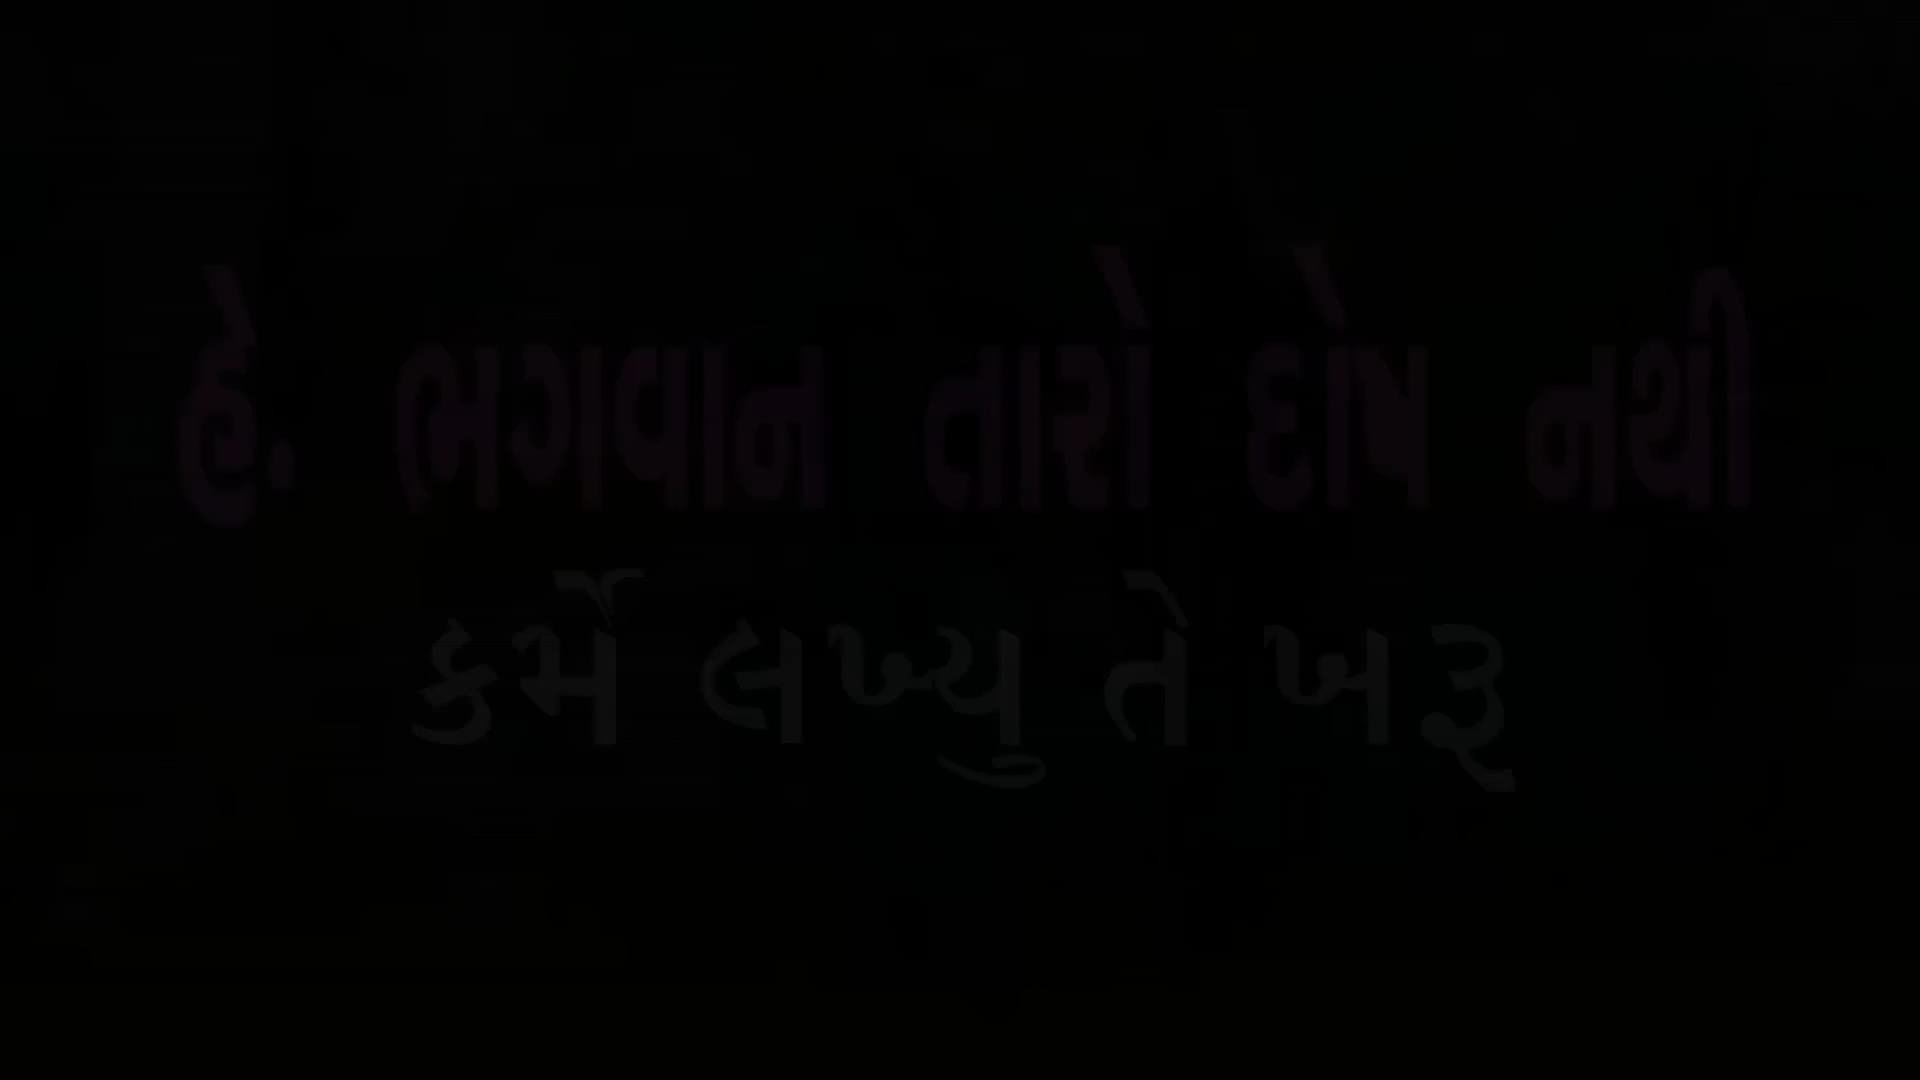 હે. ભગવાન તારો દોષ નથી
કર્મે લખ્યુ તે ખરૂ